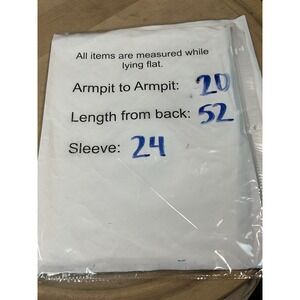 All items are measured while
lying flat.
Armpit to Armpit: 20
Length from back: 52
Sleeve: 24